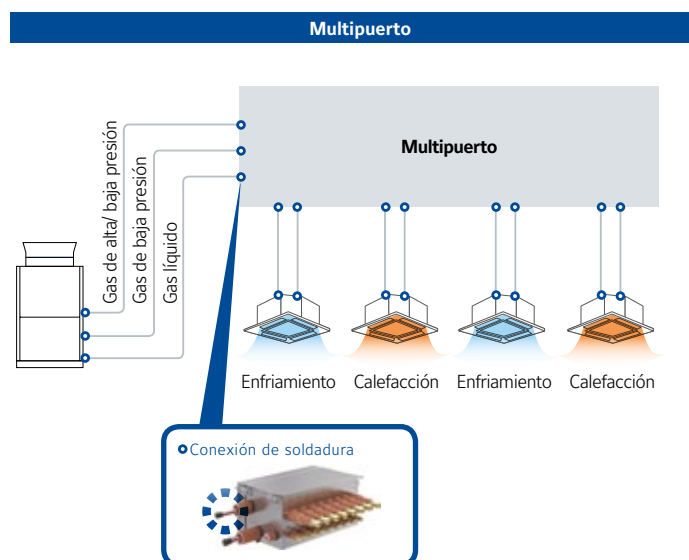 Multipuerto
Multipuerto
Gas de alta/ baja presión
Gas de baja presión
Gas líquido
Enfriamiento Calefacción Enfriamiento Calefacción
Conexión de soldadura